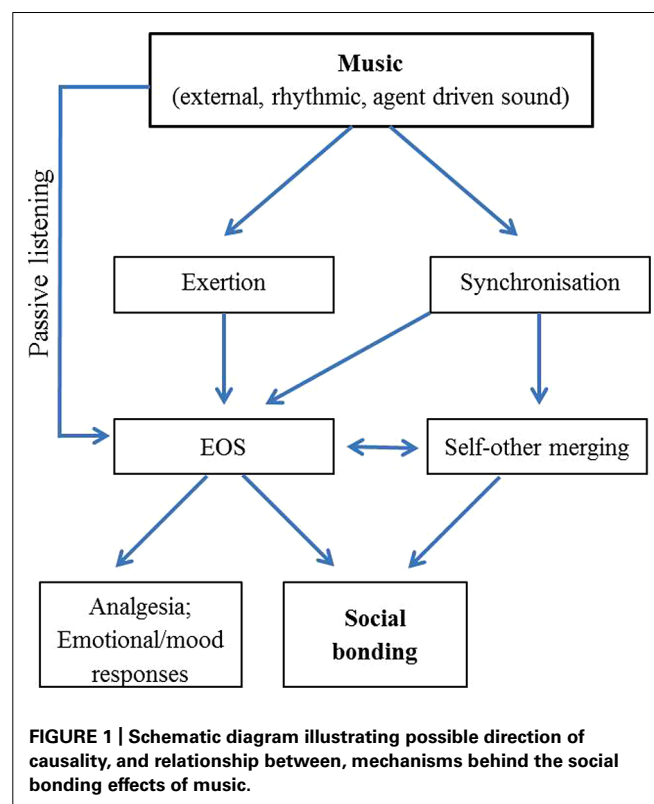 Music
(external, rhythmic, agent driven sound)
Passive listening
Exertion
Synchronisation
EOS
Self-other merging
Analgesia;
Emotional/mood
responses
Social
bonding
FIGURE 1 | Schematic diagram illustrating possible direction of
causality, and relationship between, mechanisms behind the social
bonding effects of music.